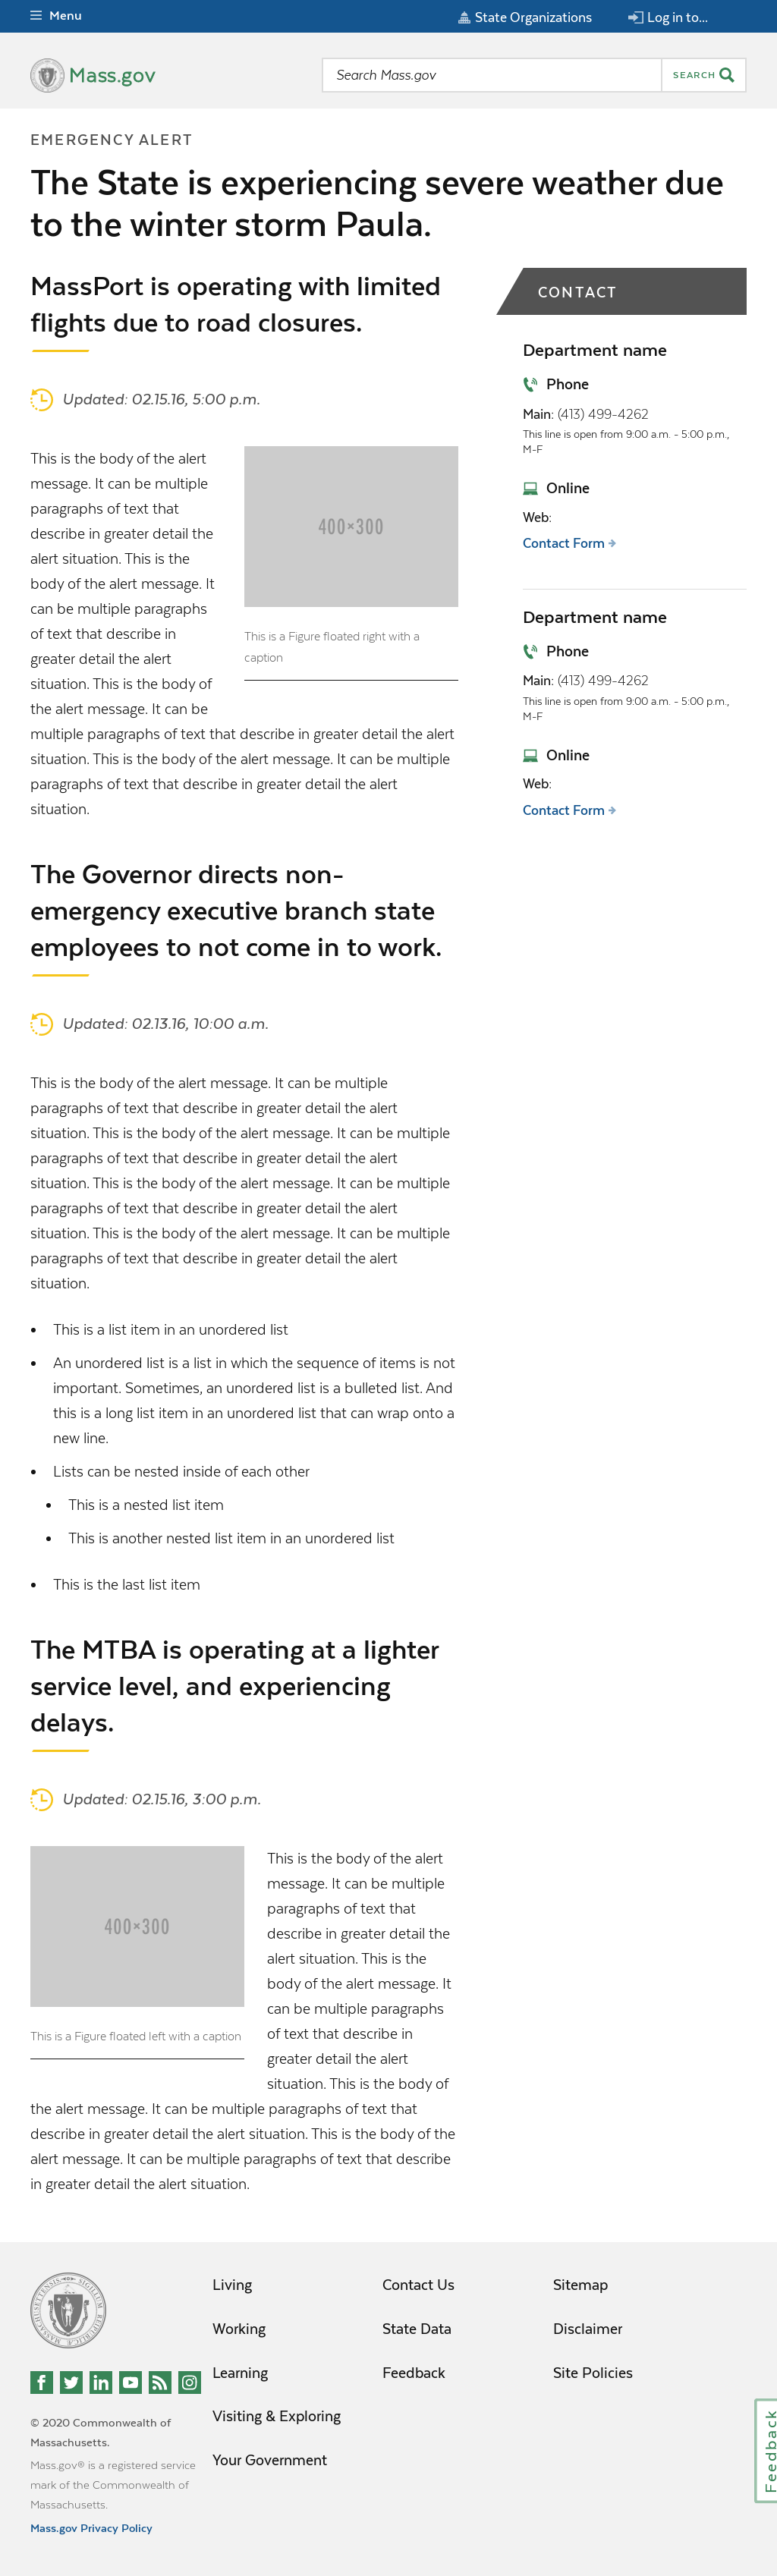 Menu
State Organizations
Log in to...
Mass.gov
Search Mass.gov
SEARCH
EMERGENCY ALERT
The State is experiencing severe weather due
to the winter storm Paula.
MassPort is operating with limited
flights due to road closures.
Updated: 02.15.16, 5:00 p.m.
This is the body of the alert
message. It can be multiple
paragraphs of text that
describe in greater detail the
alert situation. This is the
body of the alert message. It
can be multiple paragraphs
of text that describe in
greater detail the alert
situation. This is the body of
the alert message. It can be
multiple paragraphs of text that describe in greater detail the alert
situation. This is the body of the alert message. It can be multiple
paragraphs of text that describe in greater detail the alert
situation.
400×300
This is a Figure floated right with a
caption
The Governor directs non-
emergency executive branch state
employees to not come in to work.
Updated: 02.13.16, 10:00 a.m.
This is the body of the alert message. It can be multiple
paragraphs of text that describe in greater detail the alert
situation. This is the body of the alert message. It can be multiple
paragraphs of text that describe in greater detail the alert
situation. This is the body of the alert message. It can be multiple
paragraphs of text that describe in greater detail the alert
situation. This is the body of the alert message. It can be multiple
paragraphs of text that describe in greater detail the alert
situation.
• This is a list item in an unordered list
• An unordered list is a list in which the sequence of items is not
important. Sometimes, an unordered list is a bulleted list. And
this is a long list item in an unordered list that can wrap onto a
new line.
• Lists can be nested inside of each other
• This is a nested list item
• This is another nested list item in an unordered list
• This is the last list item
The MTBA is operating at a lighter
service level, and experiencing
delays.
Updated: 02.15.16, 3:00 p.m.
400×300
This is a Figure floated left with a caption
This is the body of the alert
message. It can be multiple
paragraphs of text that
describe in greater detail the
alert situation. This is the
body of the alert message. It
can be multiple paragraphs
of text that describe in
greater detail the alert
situation. This is the body of
the alert message. It can be multiple paragraphs of text that
describe in greater detail the alert situation. This is the body of the
alert message. It can be multiple paragraphs of text that describe
in greater detail the alert situation.
CONTACT
Department name
Phone
Main: (413) 499-4262
This line is open from 9:00 a.m. - 5:00 p.m.,
M-F
Online
Web:
Contact Form
Department name
Phone
Main: (413) 499-4262
This line is open from 9:00 a.m. - 5:00 p.m.,
M-F
Online
Web:
Contact Form
© 2020 Commonwealth of
Massachusetts.
Mass.gov® is a registered service
mark of the Commonwealth of
Massachusetts.
Mass.gov Privacy Policy
Living
Working
Learning
Visiting & Exploring
Your Government
Contact Us
State Data
Feedback
Sitemap
Disclaimer
Site Policies
Feedback